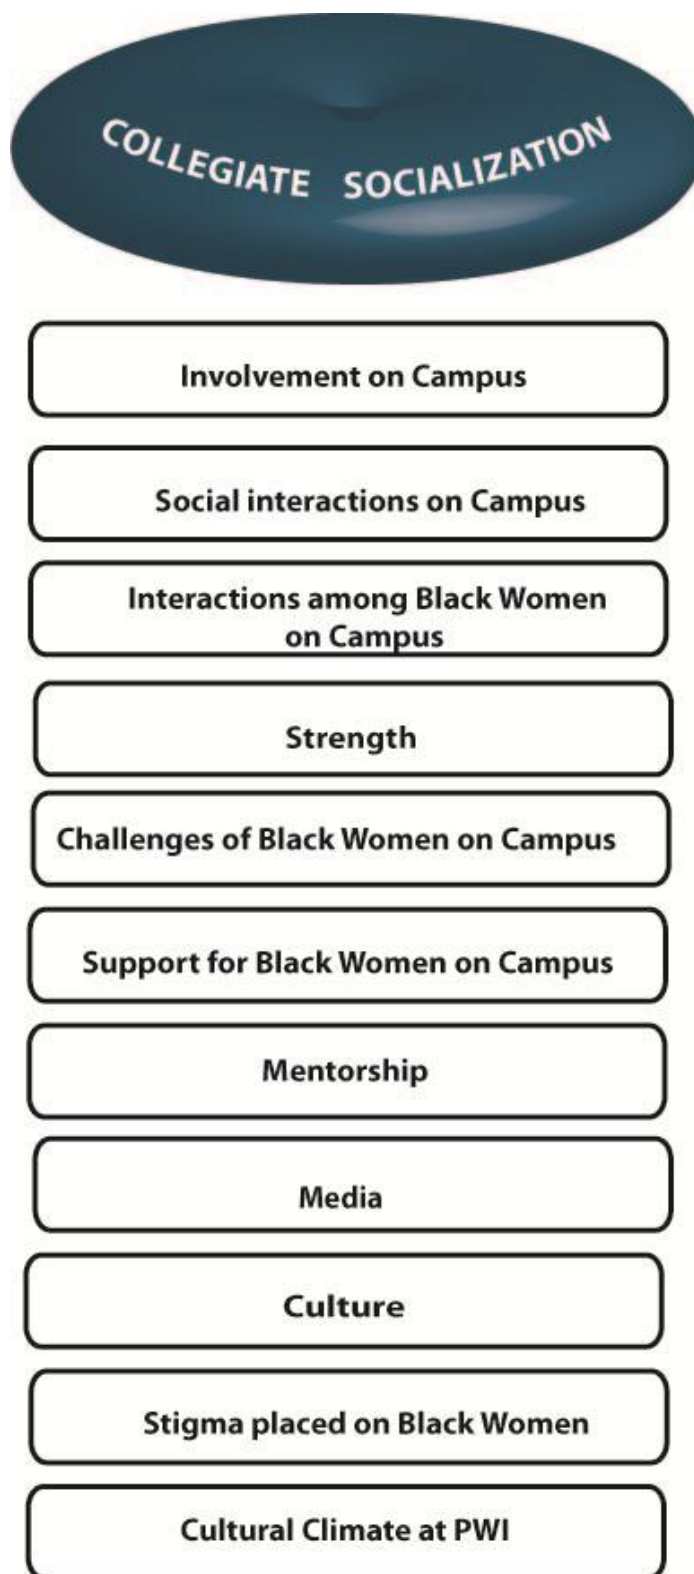 COLLEGIATE SOCIALIZATION
Involvement on Campus
Social interactions on Campus
Interactions among Black Women
on Campus
Strength
Challenges of Black Women on Campus
Support for Black Women on Campus
Mentorship
Media
Culture
Stigma placed on Black Women
Cultural Climate at PWI